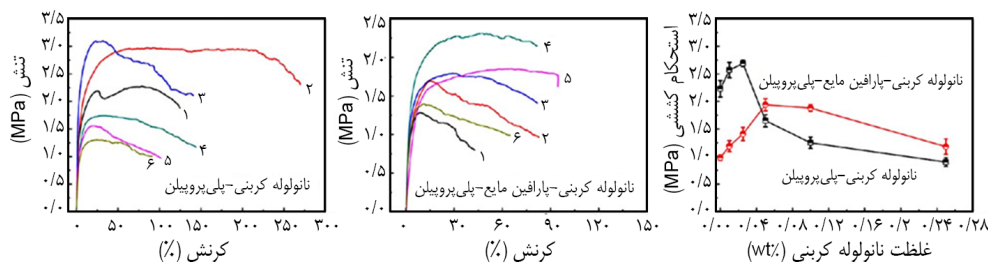 ۳/۵
۳/۰
۲/۵
۲/۰
۱/۵
۱/۰
۰/۵
۰/۰
تنش (MPa)
۰ ۵۰ ۱۰۰ ۱۵۰ ۲۰۰ ۲۵۰ ۳۰۰
کرنش (%)
۱
۲
۳
۴
۵
۶
نانولوله کربنی-پلی‌پروپیلن
۲/۵
۲/۰
۱/۵
۱/۰
۰/۵
۰/۰
تنش (MPa)
۰ ۳۰ ۶۰ ۹۰ ۱۲۰ ۱۵۰
کرنش (%)
۴
۵
۳
۲
۶
۱
نانولوله کربنی-پارافین مایع-پلی‌پروپیلن
۳/۵
۳/۰
۲/۵
۲/۰
۱/۵
۱/۰
۰/۵
۰/۰
استحکام کششی (MPa)
۰/۰۰ ۰/۰۴ ۰/۰۸ ۰/۱۲ ۰/۱۶ ۰/۲ ۰/۲۴ ۰/۲۸
غلظت نانولوله کربنی (wt%)
نانولوله کربنی-پارافین مایع-پلی‌پروپیلن
نانولوله کربنی-پلی‌پروپیلن